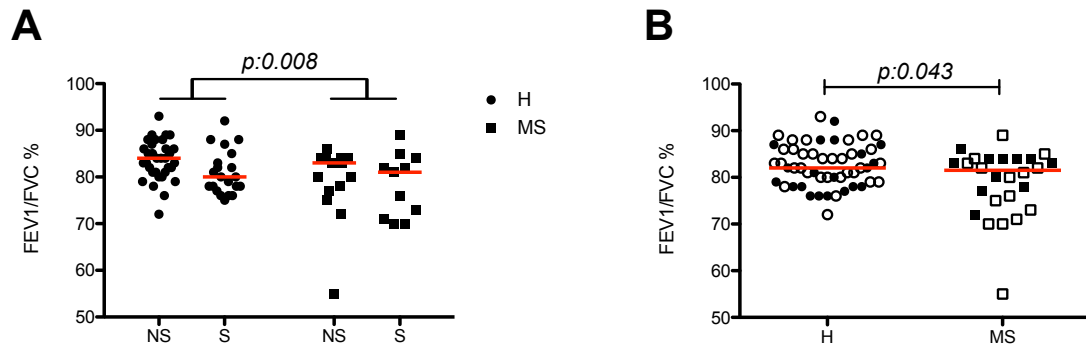 A
p:0.008
100
90
80
70
60
50
FEV1/FVC %
NS S NS S
H
MS
B
p:0.043
100
90
80
70
60
50
FEV1/FVC %
H MS